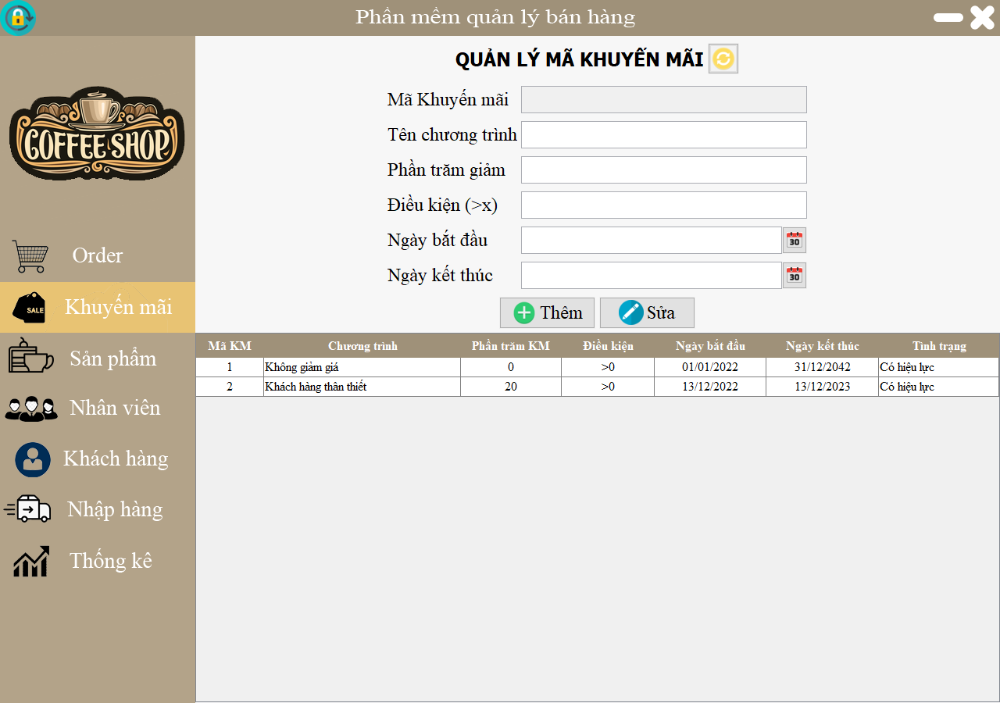 Phần mềm quản lý bán hàng
COFFEE SHOP
Order
SALE
Khuyến mãi
Sản phẩm
Nhân viên
Khách hàng
Nhập hàng
Thống kê
QUẢN LÝ MÃ KHUYẾN MÃI
Mã Khuyến mãi
Tên chương trình
Phần trăm giảm
Điều kiện (>x)
Ngày bắt đầu
30
Ngày kết thúc
30
Thêm Sửa
Mã KM Chương trình Phần trăm KM Điều kiện Ngày bắt đầu Ngày kết thúc Tình trạng
1 Không giảm giá 0 >0 01/01/2022 31/12/2042 Có hiệu lực
2 Khách hàng thân thiết 20 >0 13/12/2022 13/12/2023 Có hiệu lực